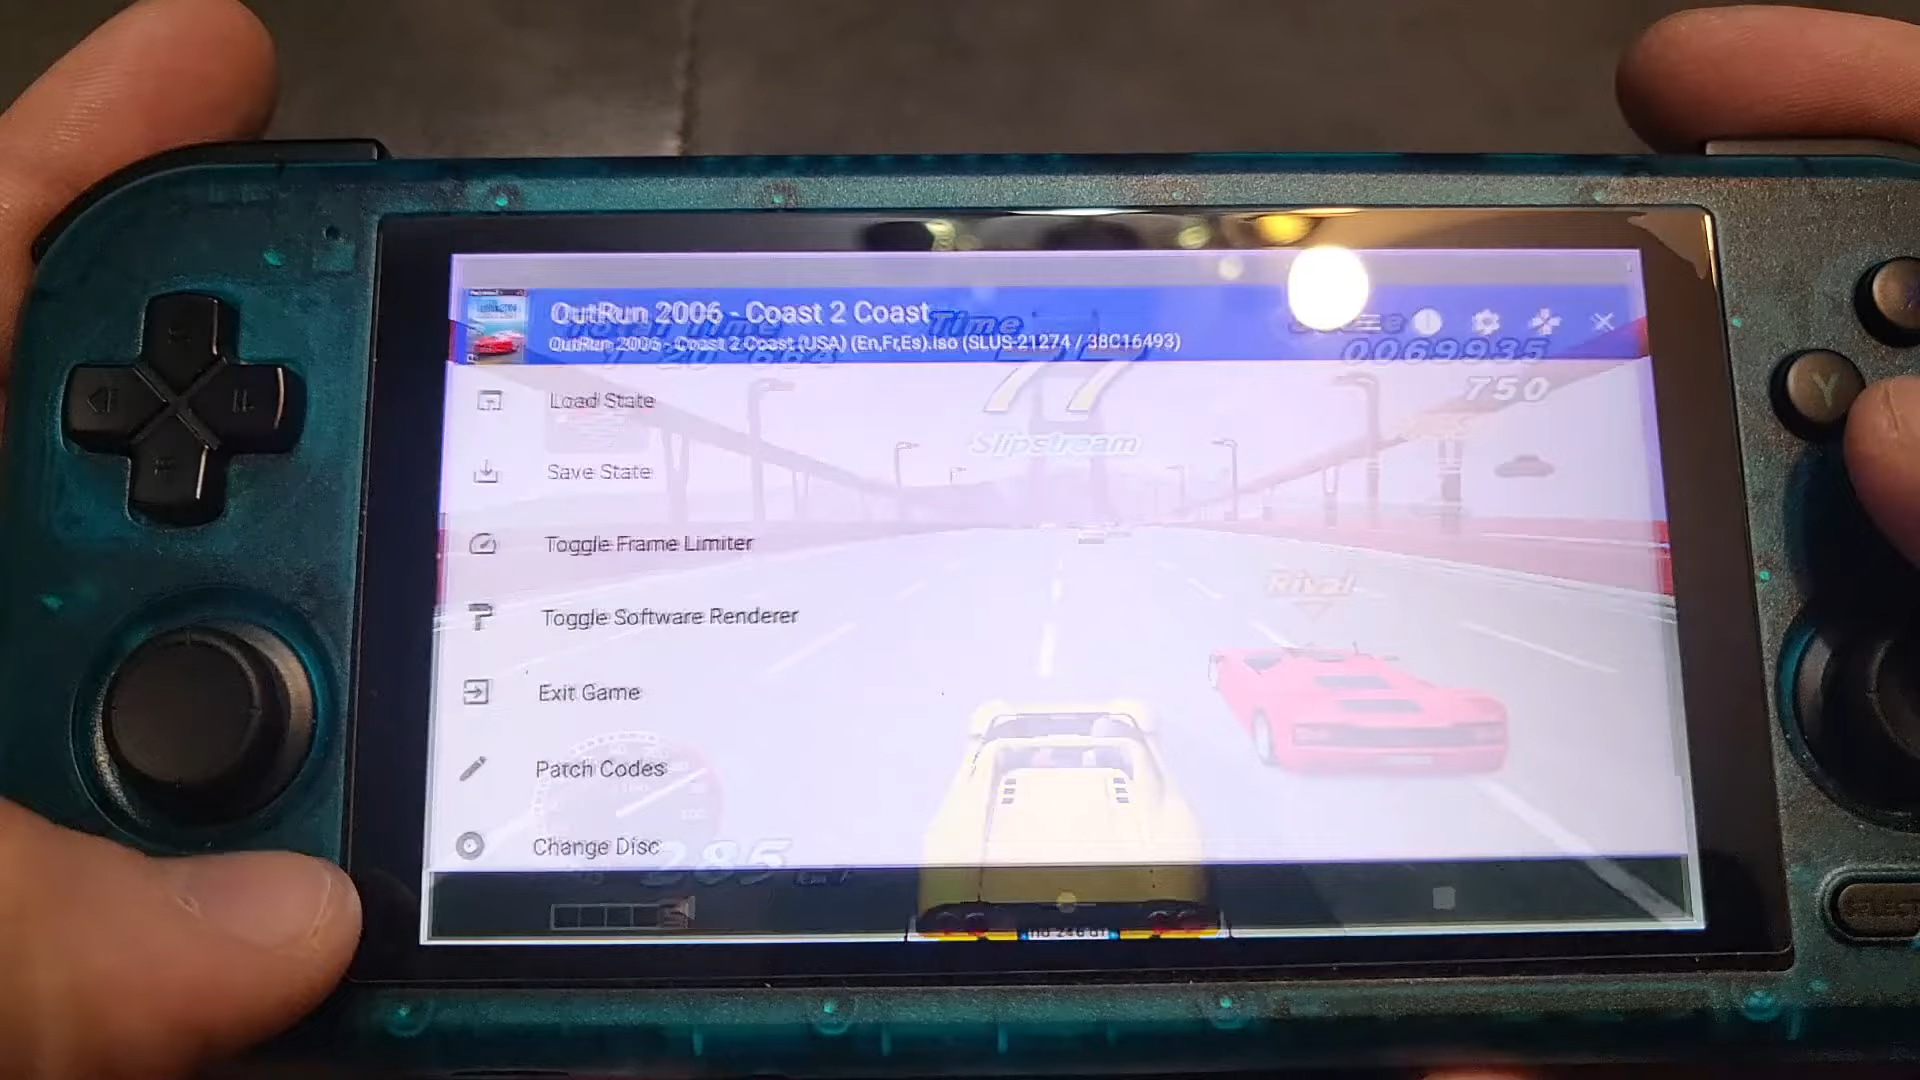 OutRun 2006 - Coast 2 Coast
OutRun 2006 - Coast 2 Coast (USA) (En,Fr,Es).iso (SLUS-21274 / 38C16493)
Time
0069935
77
750
Load State
Slipstream
Save State
Toggle Frame Limiter
Rival
Toggle Software Renderer
Exit Game
Patch Codes
Change Disc
285
Y